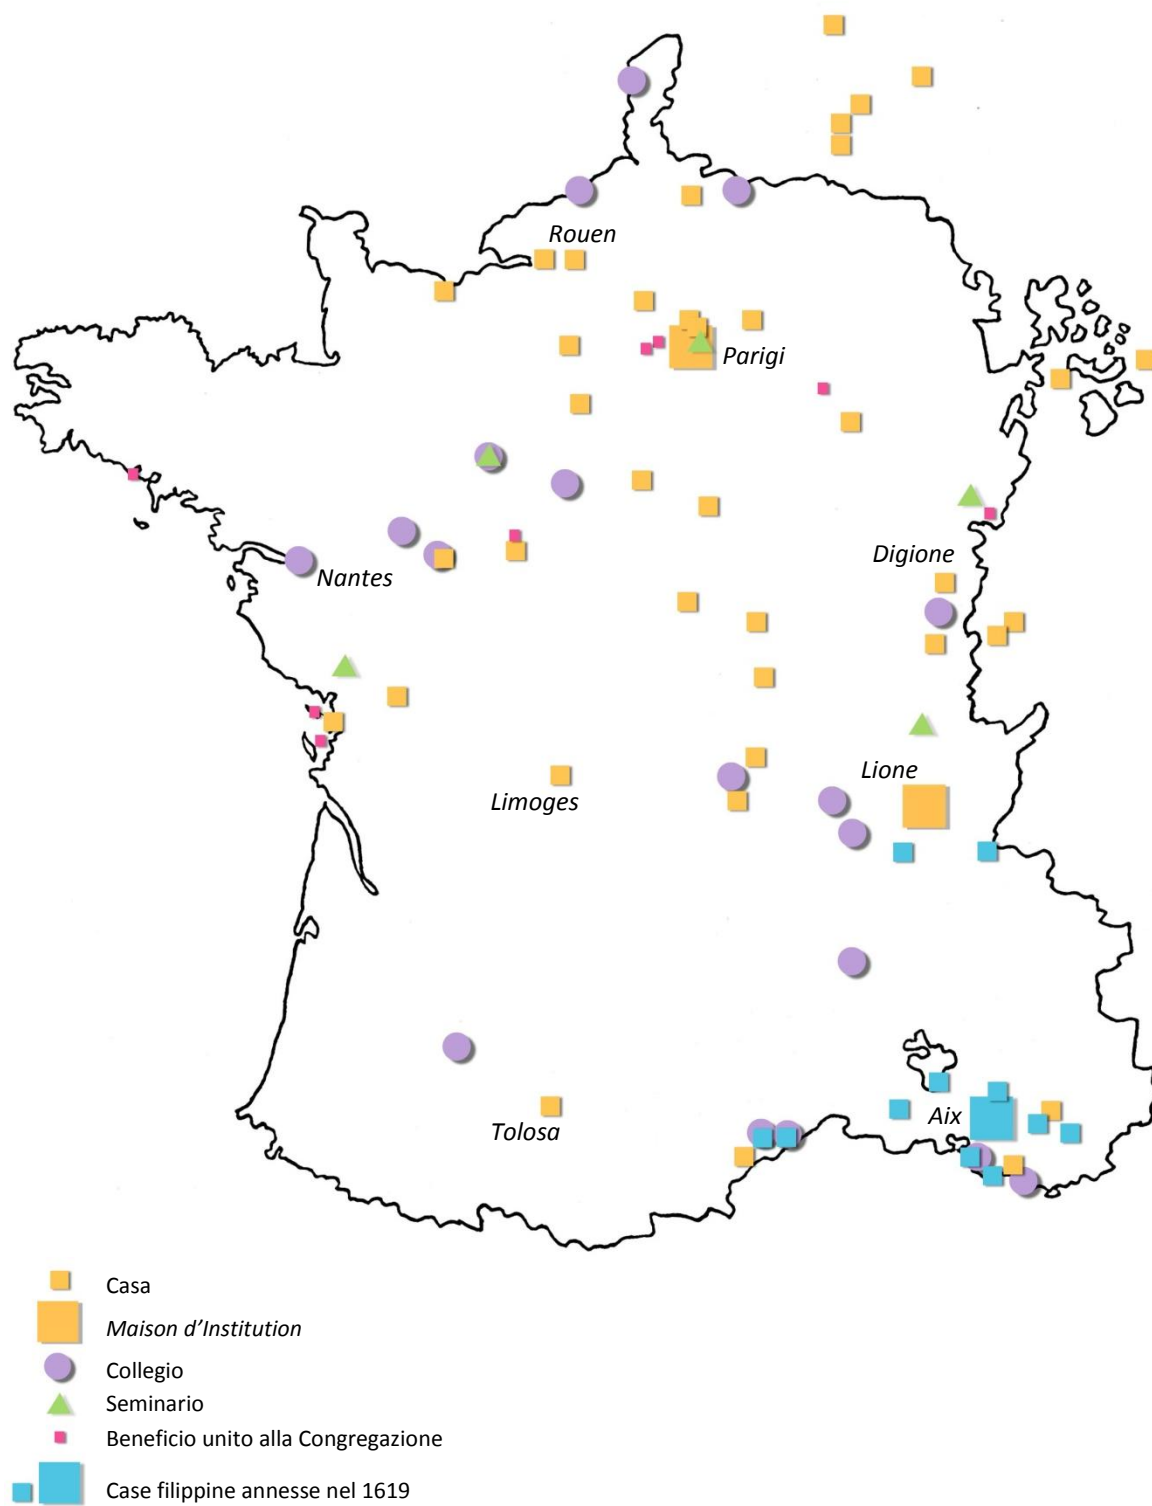 Rouen
Parigi
Digione
Nantes
Lione
Limoges
Aix
Tolosa
Casa
Maison d’Institution
Collegio
Seminario
Beneficio unito alla Congregazione
Case filippine annesse nel 1619